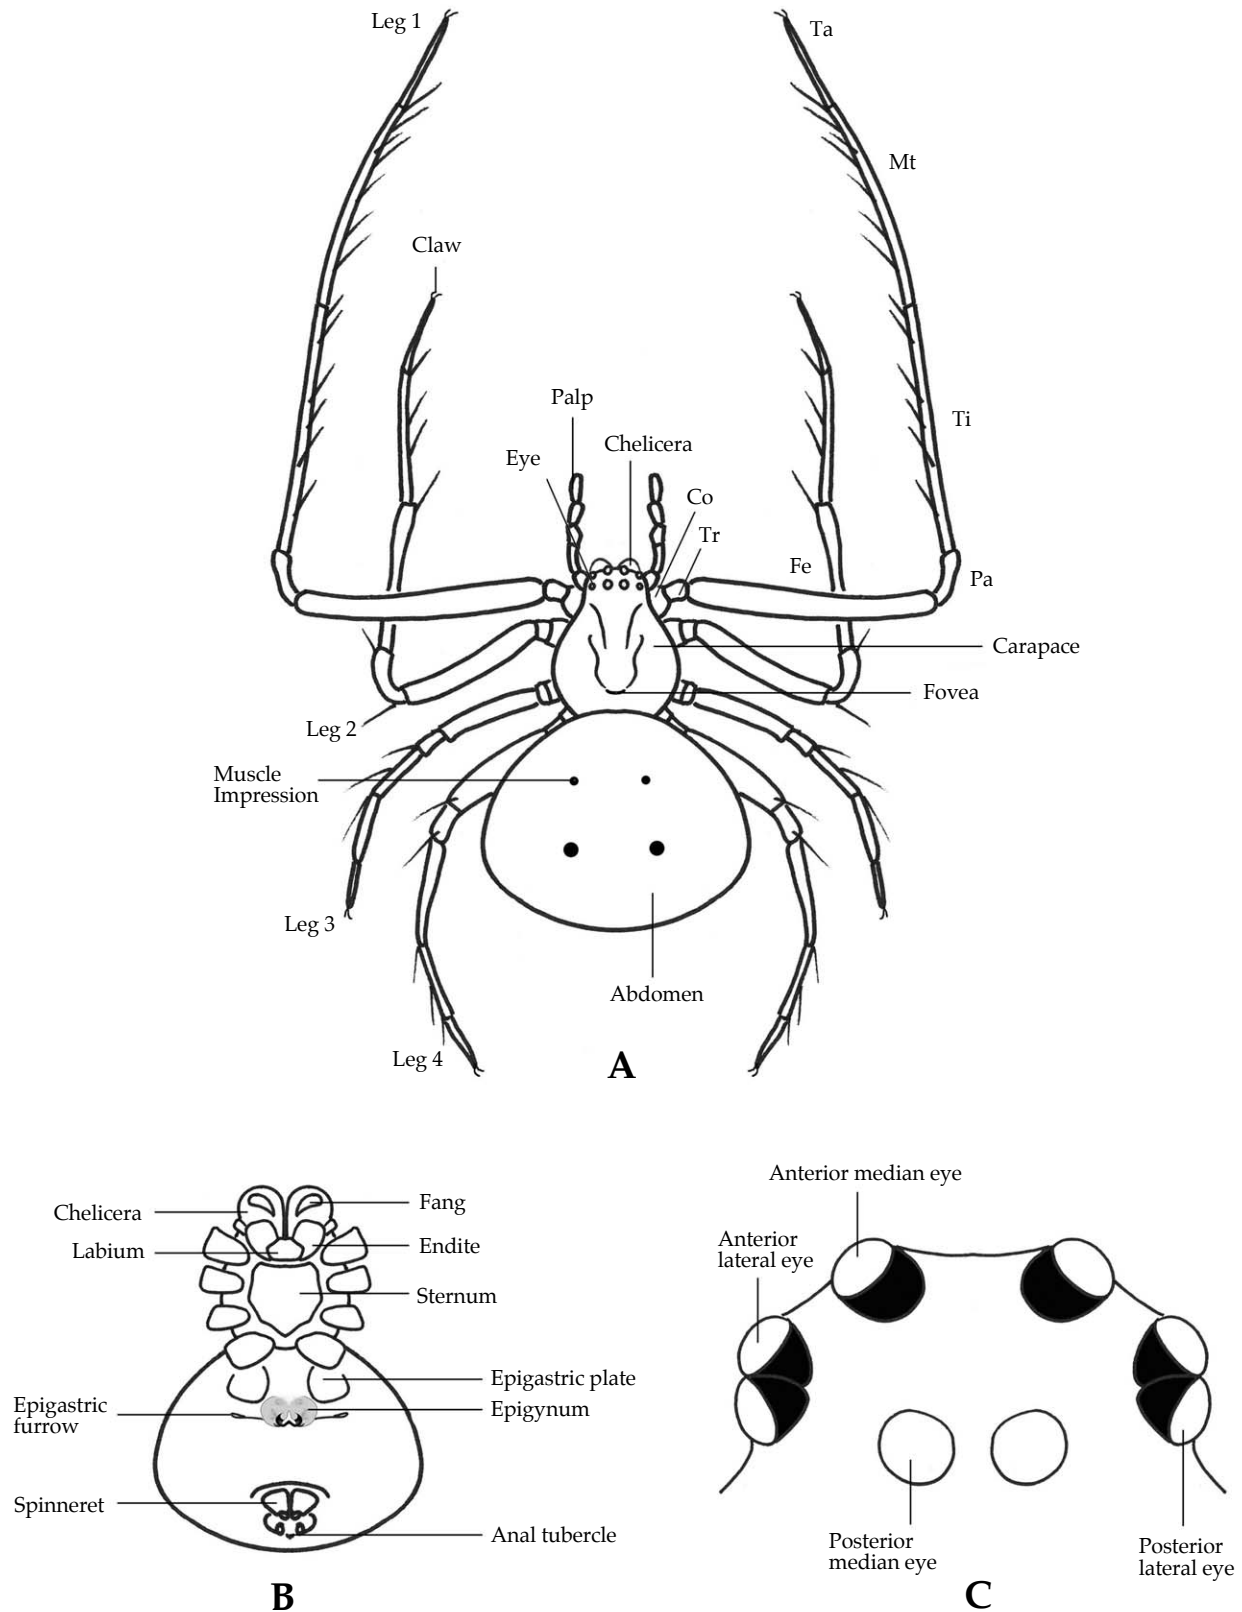 Leg 1
Ta
Mt
Claw
Ti
Palp
Chelicera
Eye
Co
Tr
Fe
Pa
Carapace
Fovea
Leg 2
Muscle
Impression
Leg 3
Abdomen
Leg 4
A
Chelicera
Fang
Labium
Endite
Sternum
Epigastric plate
Epigastric
furrow
Epigynum
Spinneret
Anal tubercle
B
Anterior median eye
Anterior
lateral eye
Posterior
median eye
Posterior
lateral eye
C